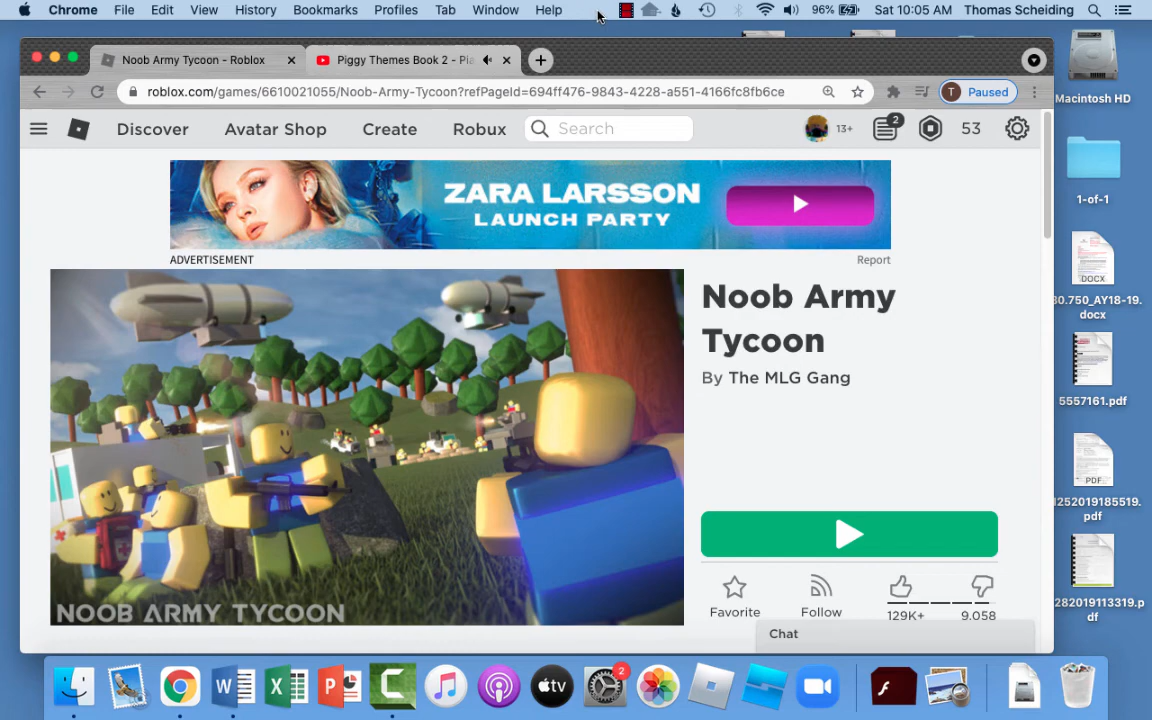 Chrome File Edit View History Bookmarks Profiles Tab Window Help 96% Sat 10:05 AM Thomas Scheiding
Noob Army Tycoon - Roblox
Piggy Themes Book 2 - Pia
roblox.com/games/6610021055/Noob-Army-Tycoon?refPageId=694ff476-9843-4228-a551-4166fc8fb6ce
T Paused
Discover Avatar Shop Create Robux Search 13+ 2 53
ZARA LARSSON
LAUNCH PARTY
ADVERTISEMENT Report
Noob Army
Tycoon
By The MLG Gang
NOOB ARMY TYCOON
Favorite Follow 129K+ 9,058
Chat
Macintosh HD
1-of-1
DOCX
30.750_AY18-19.
docx
5557161.pdf
PDF
1252019185519.
pdf
282019113319.p
df
W X P C tv 2